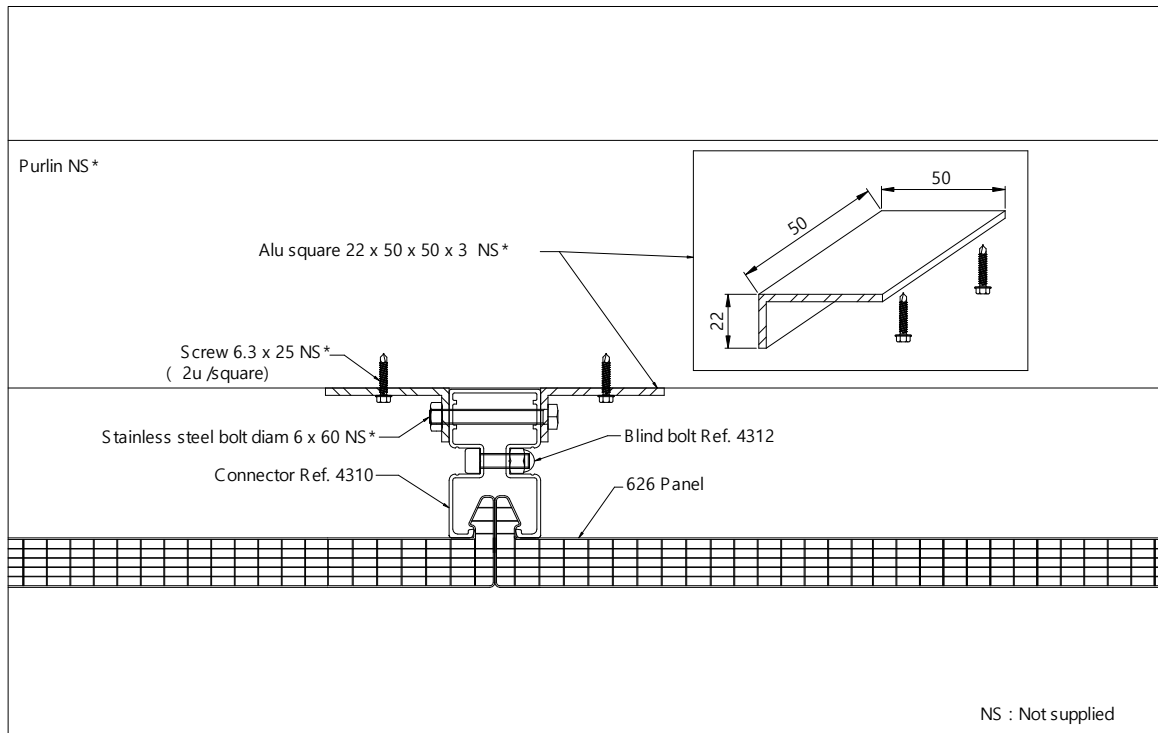 Purlin NS*
50
50
22
Alu square 22 x 50 x 50 x 3 NS*
Screw 6.3 x 25 NS*
( 2u /square)
Stainless steel bolt diam 6 x 60 NS*
Blind bolt Ref. 4312
Connector Ref. 4310
626 Panel
NS : Not supplied